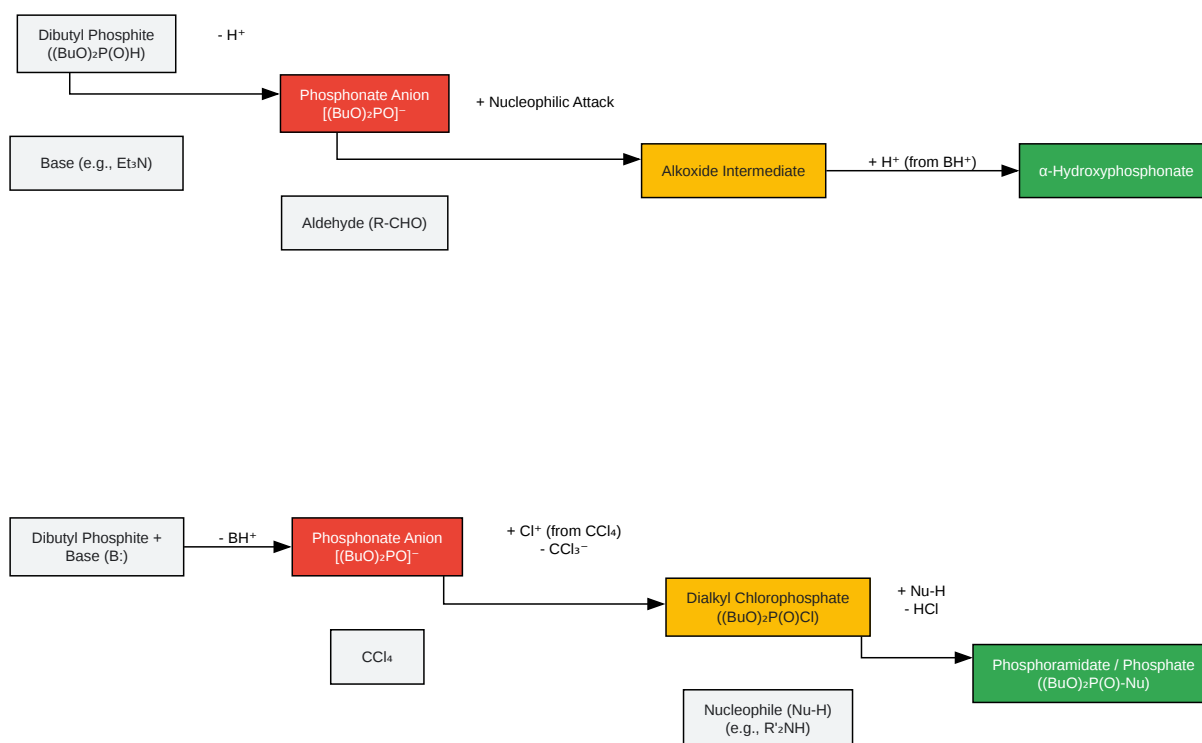 Dibutyl Phosphite
((BuO)₂P(O)H)
- H⁺
Phosphonate Anion
[(BuO)₂PO]⁻
+ Nucleophilic Attack
Base (e.g., Et₃N)
Alkoxide Intermediate
+ H⁺ (from BH⁺)
α-Hydroxyphosphonate
Aldehyde (R-CHO)
Dibutyl Phosphite +
Base (B:)
- BH⁺
Phosphonate Anion
[(BuO)₂PO]⁻
+ Cl⁺ (from CCl₄)
- CCl₃⁻
Dialkyl Chlorophosphate
((BuO)₂P(O)Cl)
+ Nu-H
- HCl
CCl₄
Phosphoramidate / Phosphate
((BuO)₂P(O)-Nu)
Nucleophile (Nu-H)
(e.g., R'₂NH)